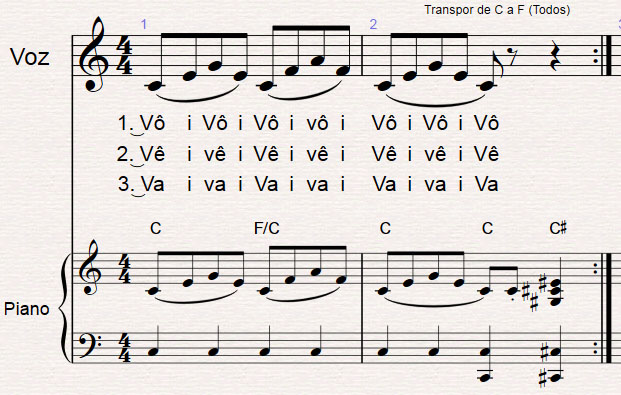 Transpor de C a F (Todos)
1 2 3
Voz
1. Vô i Vô i Vô i vô i Vô i Vô i Vô
2. Vê i vê i Vê i vê i Vê i vê i Vê
3. Va i va i Va i va i Va i va i Va
C F/C C C C#
Piano